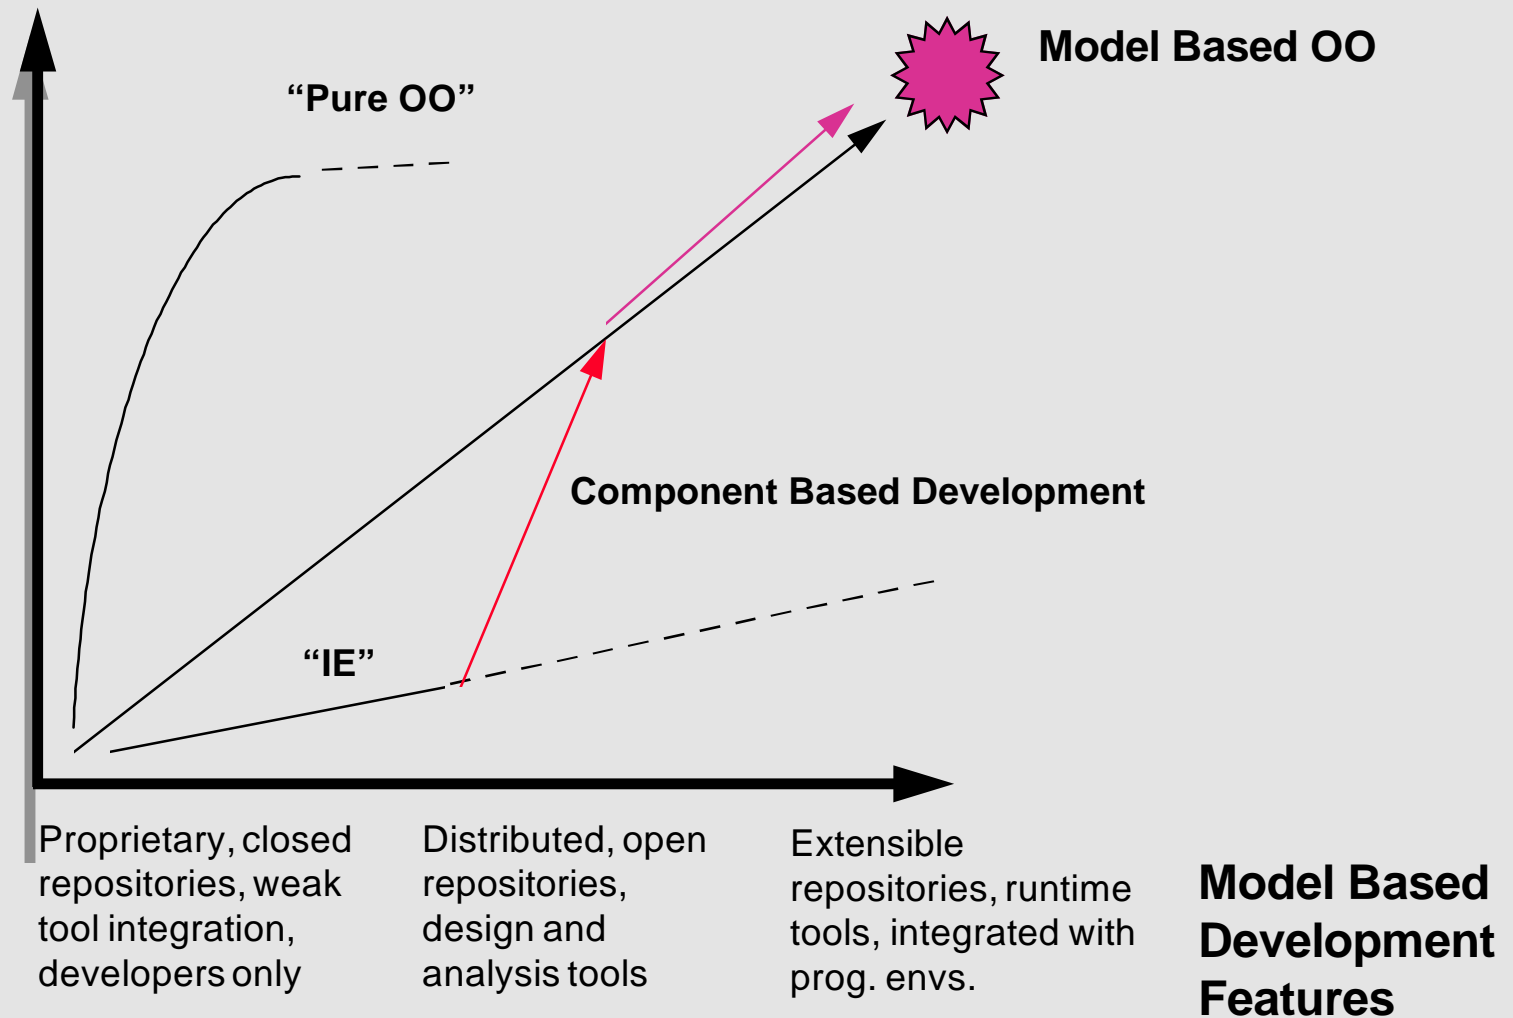 Model Based OO
“Pure OO”
Component Based Development
“IE”
Proprietary, closed
repositories, weak
tool integration,
developers only
Distributed, open
repositories,
design and
analysis tools
Extensible
repositories, runtime
tools, integrated with
prog. envs.
Model Based
Development
Features